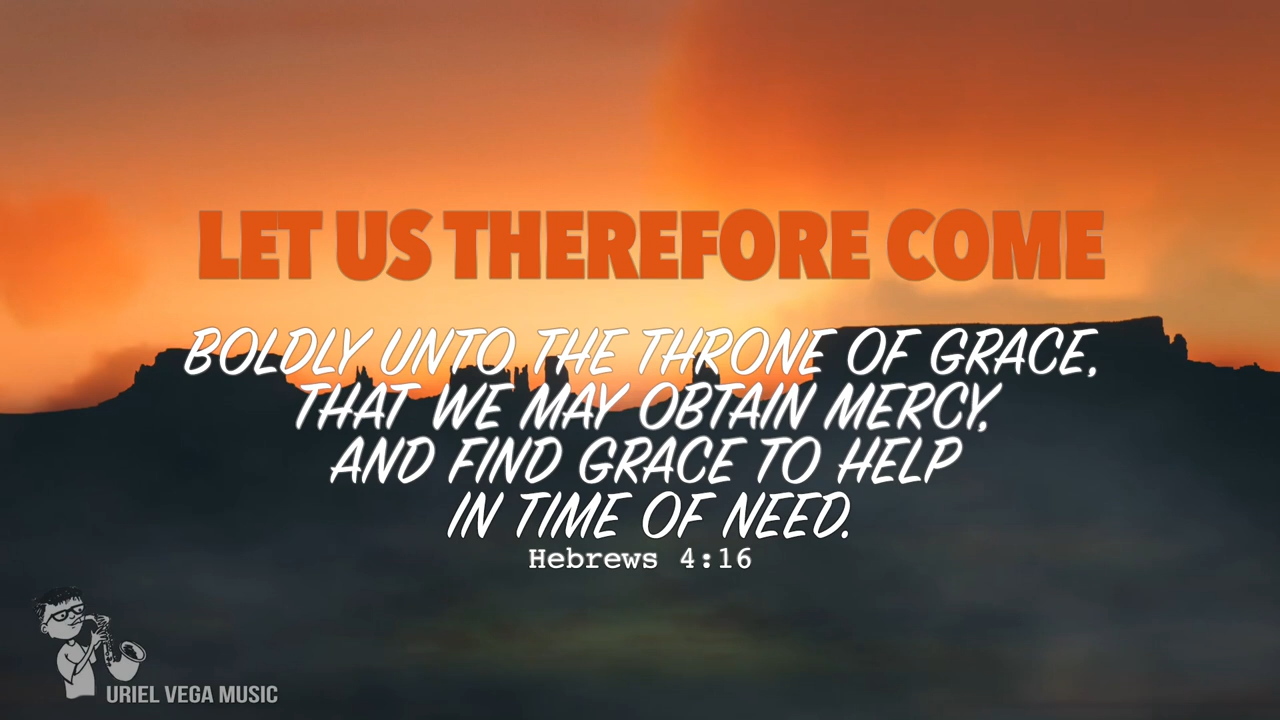 LET US THEREFORE COME
BOLDLY UNTO THE THRONE OF GRACE,
THAT WE MAY OBTAIN MERCY,
AND FIND GRACE TO HELP
IN TIME OF NEED.
Hebrews 4:16
URIEL VEGA MUSIC